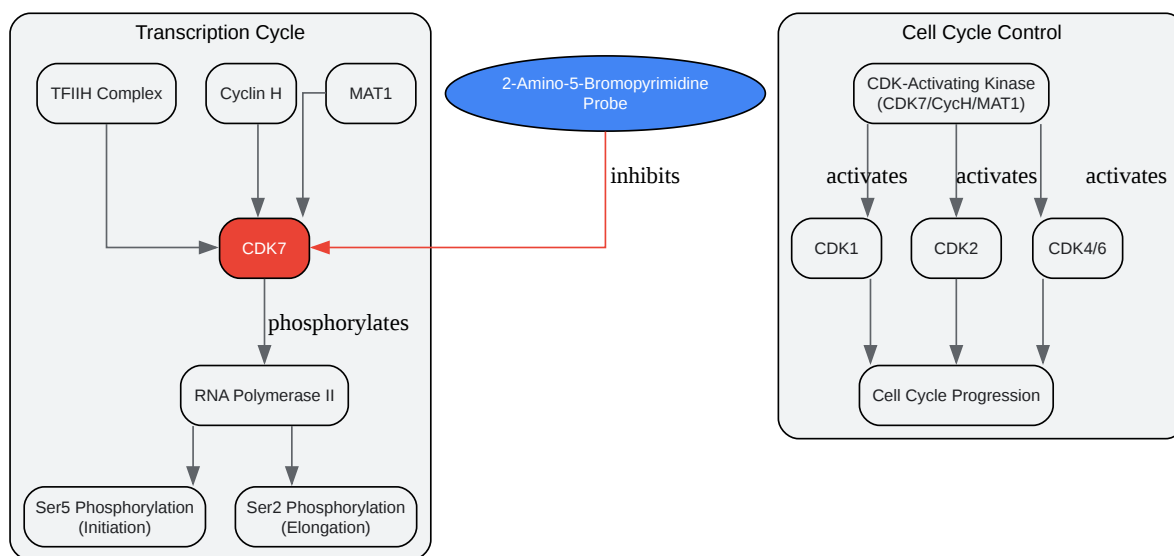 Transcription Cycle
TFIIH Complex
Cyclin H
MAT1
2-Amino-5-Bromopyrimidine
Probe
inhibits
CDK7
phosphorylates
RNA Polymerase II
Ser5 Phosphorylation
(Initiation)
Ser2 Phosphorylation
(Elongation)
Cell Cycle Control
CDK-Activating Kinase
(CDK7/CycH/MAT1)
activates
activates
activates
CDK1
CDK2
CDK4/6
Cell Cycle Progression